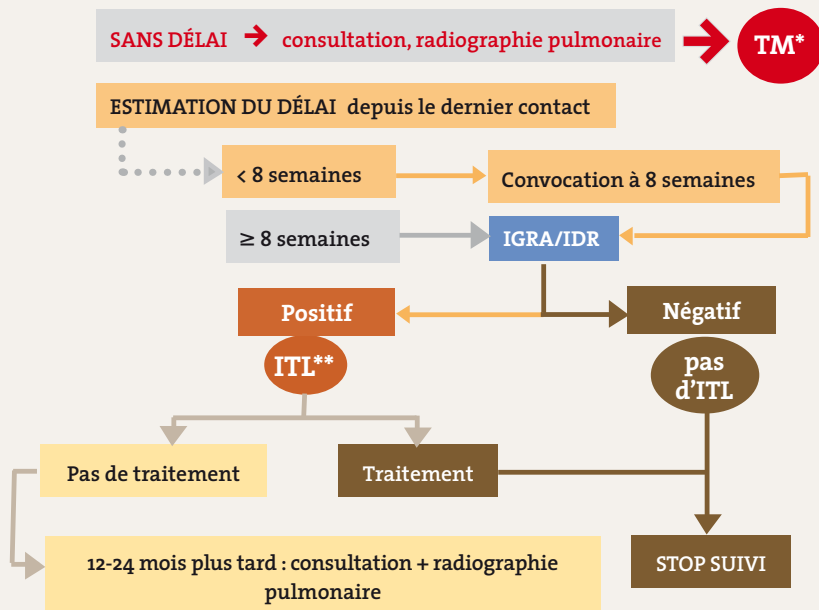 SANS DÉLAI → consultation, radiographie pulmonaire
TM*
ESTIMATION DU DÉLAI depuis le dernier contact
< 8 semaines
Convocation à 8 semaines
≥ 8 semaines
IGRA/IDR
Positif
Négatif
ITL**
pas
d'ITL
Pas de traitement
Traitement
12-24 mois plus tard : consultation + radiographie
pulmonaire
STOP SUIVI